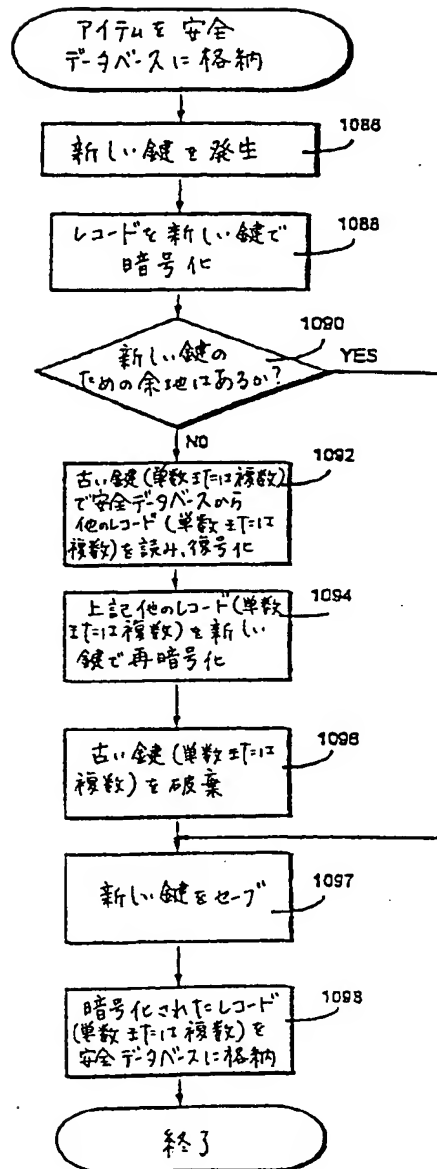 アイテムを安全
データベースに格納
1086
新しい鍵を発生
1088
レコードを新しい鍵で
暗号化
1090
新しい鍵の
ための余地はあるか?
YES
NO
1092
古い鍵(単数または複数)
で安全データベースから
他のレコード(単数または
複数)を読み、復号化
1094
上記他のレコード(単数
または複数)を新しい
鍵で再暗号化
1096
古い鍵(単数または
複数)を破棄
1097
新しい鍵をセーブ
1098
暗号化されたレコード
(単数または複数)を
安全データベースに格納
終了